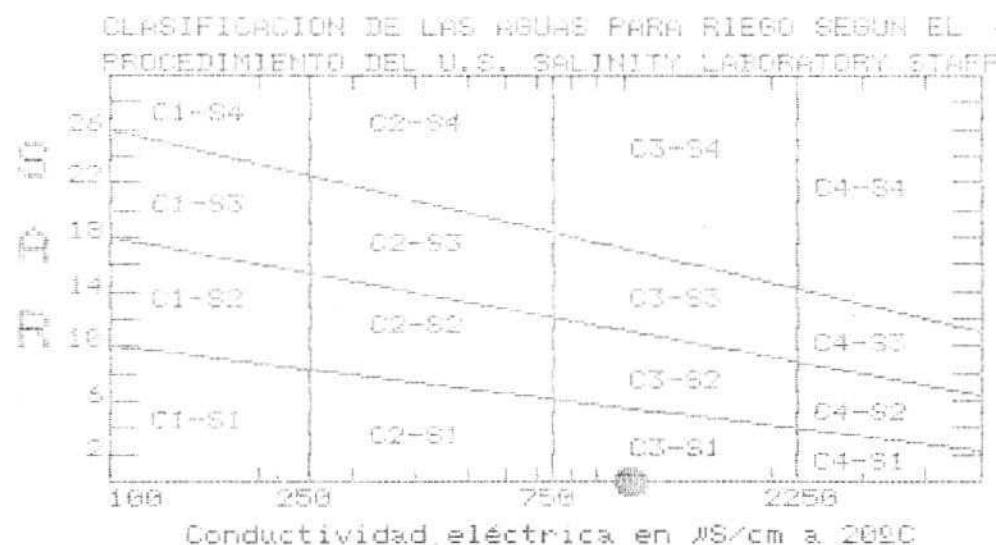 CLASIFICACION DE LAS AGUAS PARA RIEGO SEGUN EL
PROCEDIMIENTO DEL U.S. SALINITY LABORATORY STAFF
C1-S4
C2-S4
C3-S4
C4-S4
C1-S3
C2-S3
C3-S3
C4-S3
C1-S2
C2-S2
C3-S2
C4-S2
C1-S1
C2-S1
C3-S1
C4-S1
26
22
18
14
10
6
2
100 250 750 2250
Conductividad eléctrica en µS/cm a 20ºC